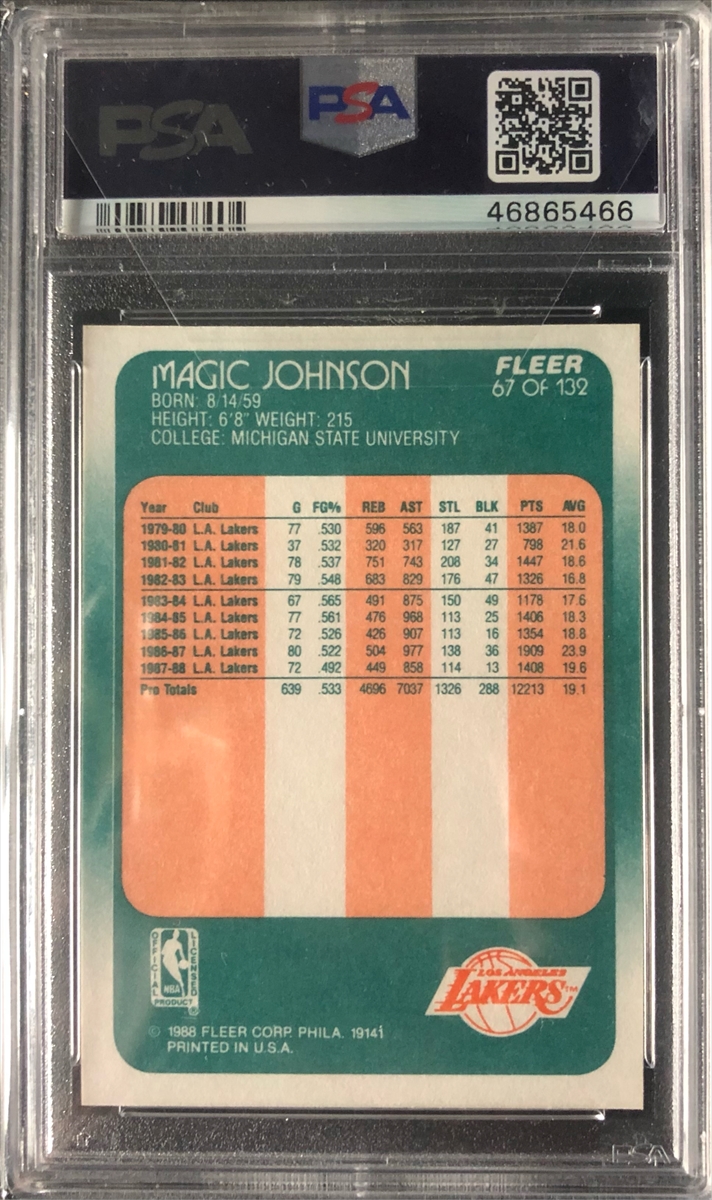 PSA PSA
46865466
MAGIC JOHNSON FLEER
67 OF 132
BORN: 8/14/59
HEIGHT: 6'8" WEIGHT: 215
COLLEGE: MICHIGAN STATE UNIVERSITY
Year Club G FG% REB AST STL BLK PTS AVG
1979-80 L.A. Lakers 77 .530 596 563 187 41 1387 18.0
1980-81 L.A. Lakers 37 .532 320 317 127 27 798 21.6
1981-82 L.A. Lakers 78 .537 751 743 208 34 1447 18.6
1982-83 L.A. Lakers 79 .548 683 829 176 47 1326 16.8
1983-84 L.A. Lakers 67 .565 491 875 150 49 1178 17.6
1984-85 L.A. Lakers 77 .561 476 968 113 25 1406 18.3
1985-86 L.A. Lakers 72 .526 426 907 113 16 1354 18.8
1986-87 L.A. Lakers 80 .522 504 977 138 36 1909 23.9
1987-88 L.A. Lakers 72 .492 449 858 114 13 1408 19.6
Pro Totals 639 .533 4696 7037 1326 288 12213 19.1
OFFICIAL LICENSED
NBA
PRODUCT ®
LOS ANGELES
LAKERS TM
© 1988 FLEER CORP. PHILA. 19141
PRINTED IN U.S.A.
PSA